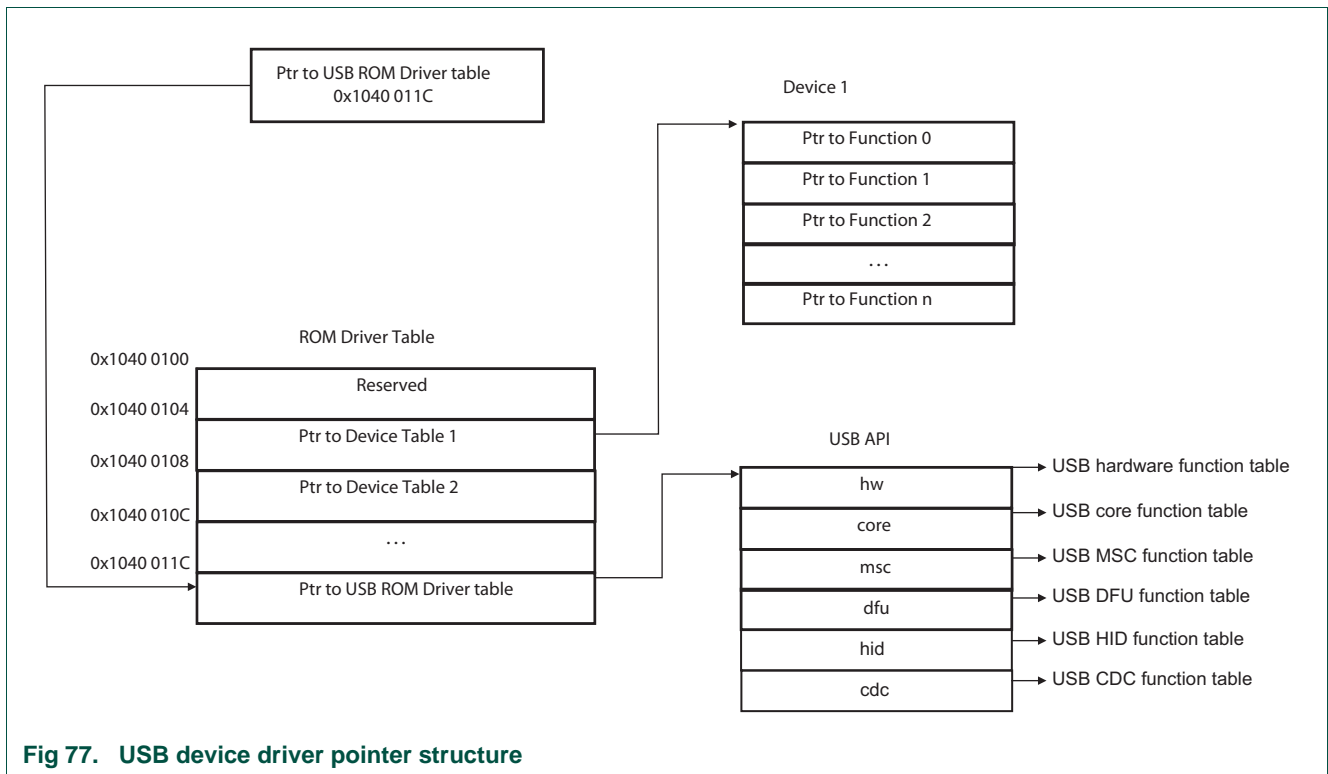 Ptr to USB ROM Driver table
0x1040 011C
Device 1
Ptr to Function 0
Ptr to Function 1
Ptr to Function 2
...
Ptr to Function n
ROM Driver Table
0x1040 0100
Reserved
0x1040 0104
Ptr to Device Table 1
0x1040 0108
Ptr to Device Table 2
0x1040 010C
...
0x1040 011C
Ptr to USB ROM Driver table
USB API
hw
USB hardware function table
core
USB core function table
msc
USB MSC function table
dfu
USB DFU function table
hid
USB HID function table
cdc
USB CDC function table
Fig 77. USB device driver pointer structure